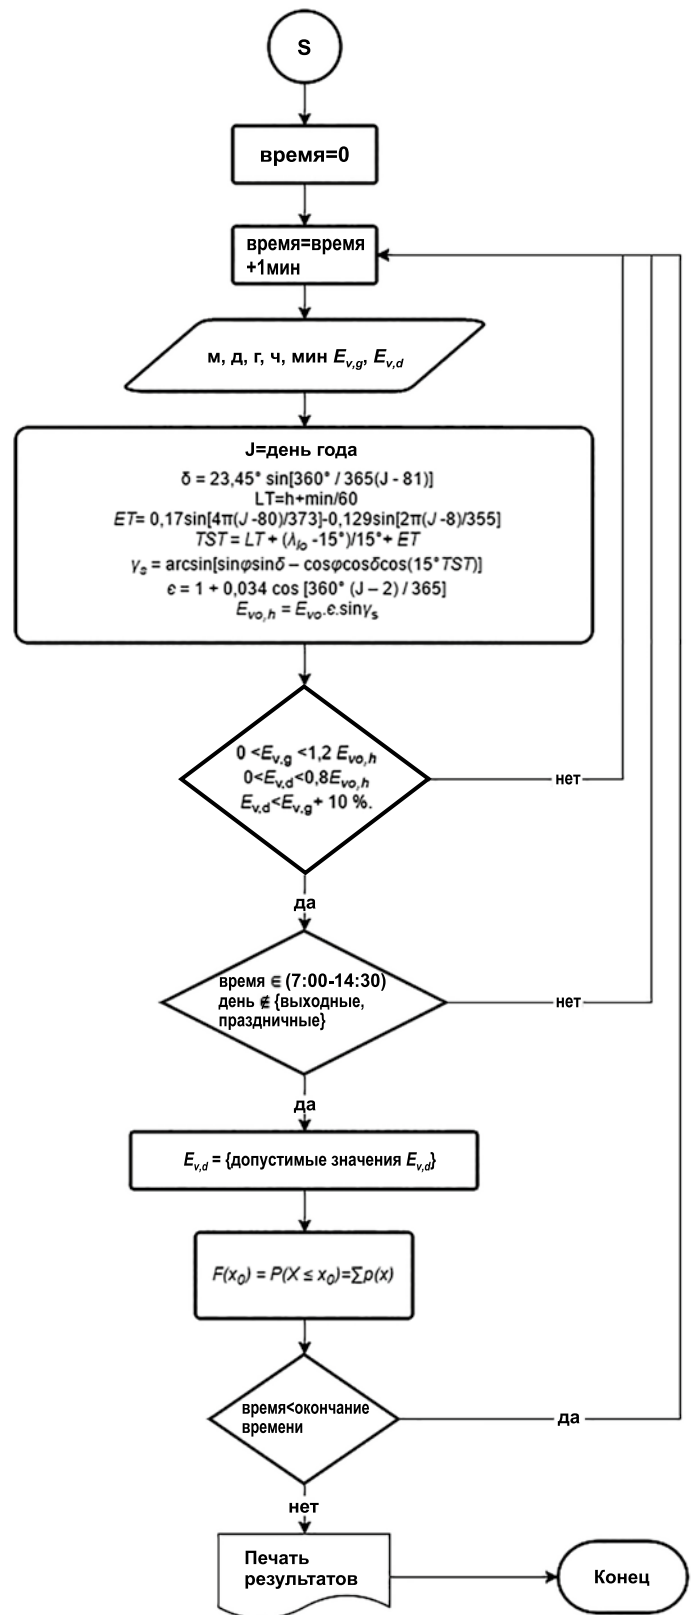 S
время=0
время=время
+1мин
м, д, г, ч, мин E_v,g, E_v,d
J=день года
δ = 23,45° sin[360° / 365(J - 81)]
LT=h+min/60
ET= 0,17sin[4π(J -80)/373]-0,129sin[2π(J -8)/355]
TST = LT + (λ_lo -15°)/15°+ ET
γ_s = arcsin[sinφsinδ – cosφcosδcos(15°TST)]
є = 1 + 0,034 cos [360° (J – 2) / 365]
E_vo,h = E_vo.є.sinγ_s
0 <E_v,g <1,2 E_vo,h
0<E_v,d<0,8E_vo,h
E_v,d<E_v,g+ 10 %.
нет
да
время ∈ (7:00-14:30)
день ∉ {выходные,
праздничные}
нет
да
E_v,d = {допустимые значения E_v,d}
F(x_0) = P(X ≤ x_0)=∑p(x)
время<окончание
времени
да
нет
Печать
результатов
Конец